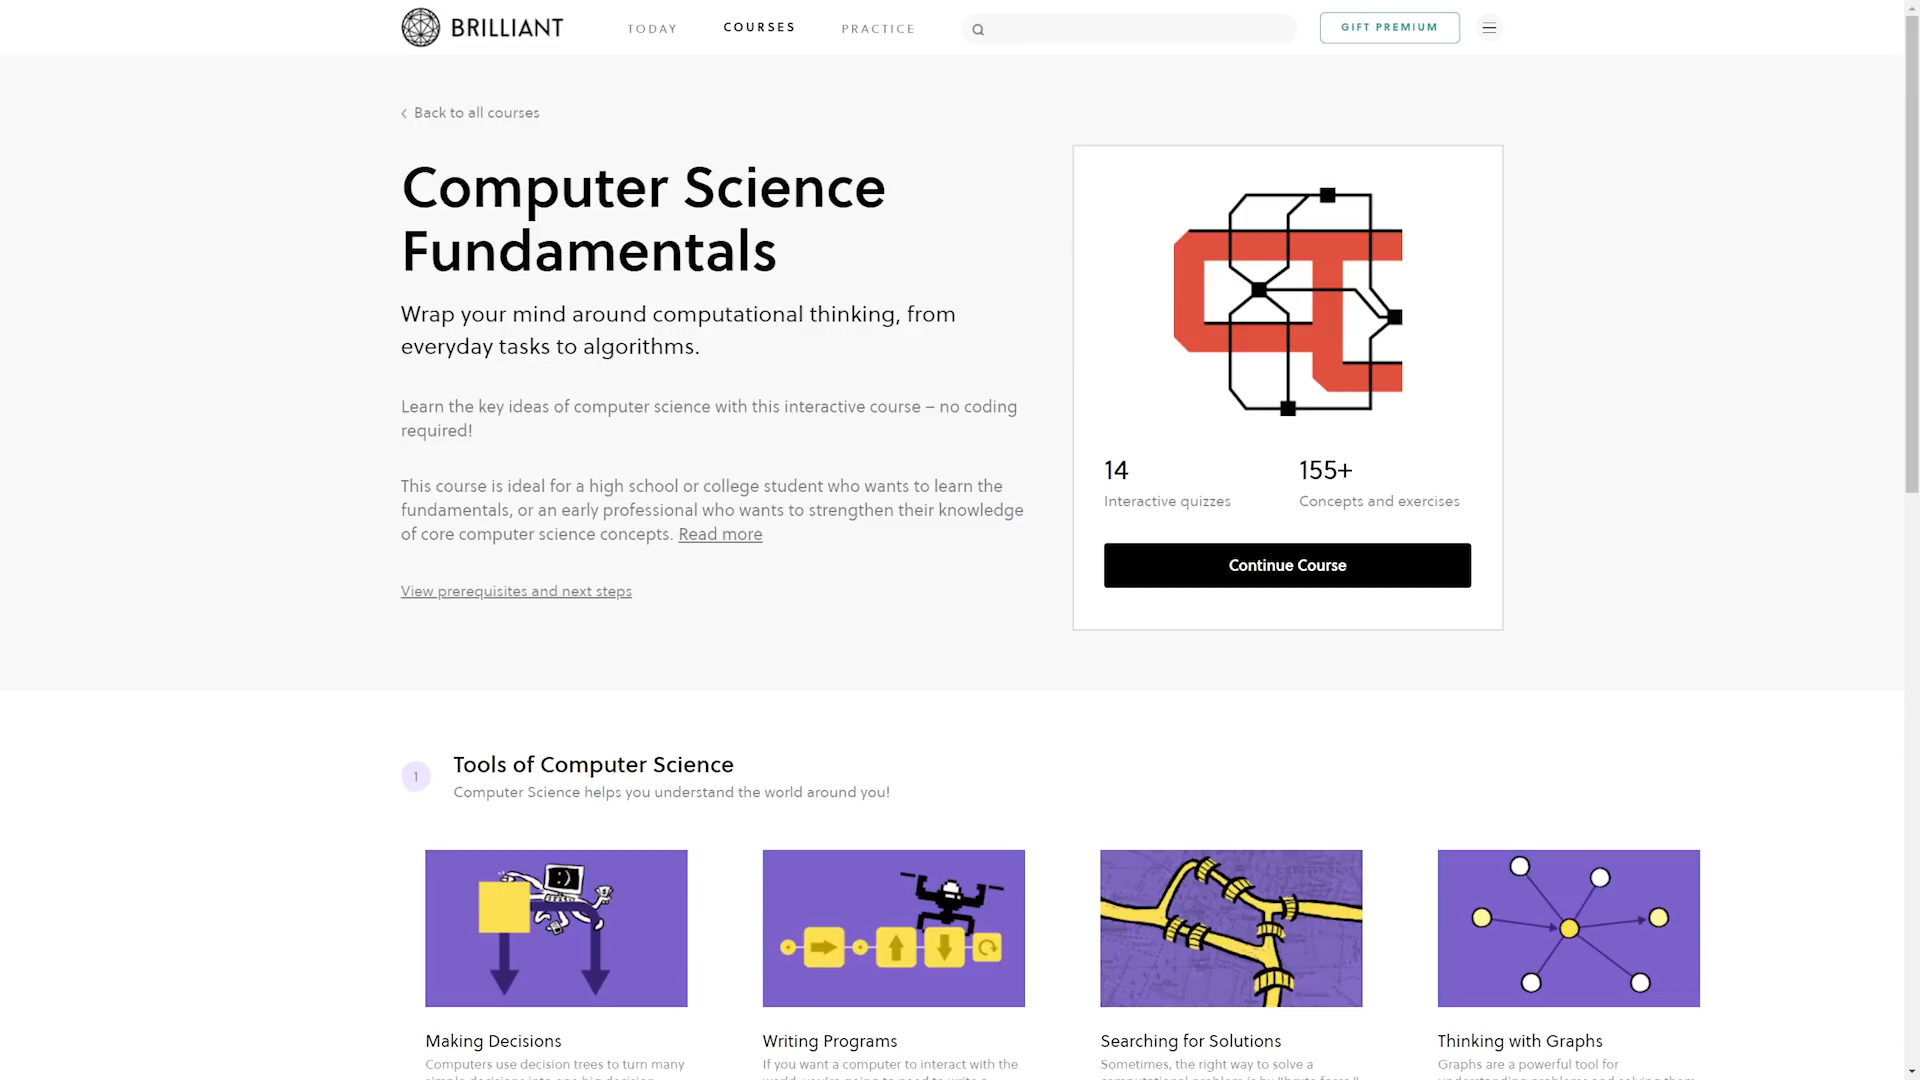 BRILLIANT
TODAY
COURSES
PRACTICE
GIFT PREMIUM
Back to all courses
Computer Science
Fundamentals
Wrap your mind around computational thinking, from
everyday tasks to algorithms.
Learn the key ideas of computer science with this interactive course – no coding
required!
This course is ideal for a high school or college student who wants to learn the
fundamentals, or an early professional who wants to strengthen their knowledge
of core computer science concepts. Read more
View prerequisites and next steps
14
Interactive quizzes
155+
Concepts and exercises
Continue Course
1
Tools of Computer Science
Computer Science helps you understand the world around you!
Making Decisions
Computers use decision trees to turn many
Writing Programs
If you want a computer to interact with the
Searching for Solutions
Sometimes, the right way to solve a
Thinking with Graphs
Graphs are a powerful tool for